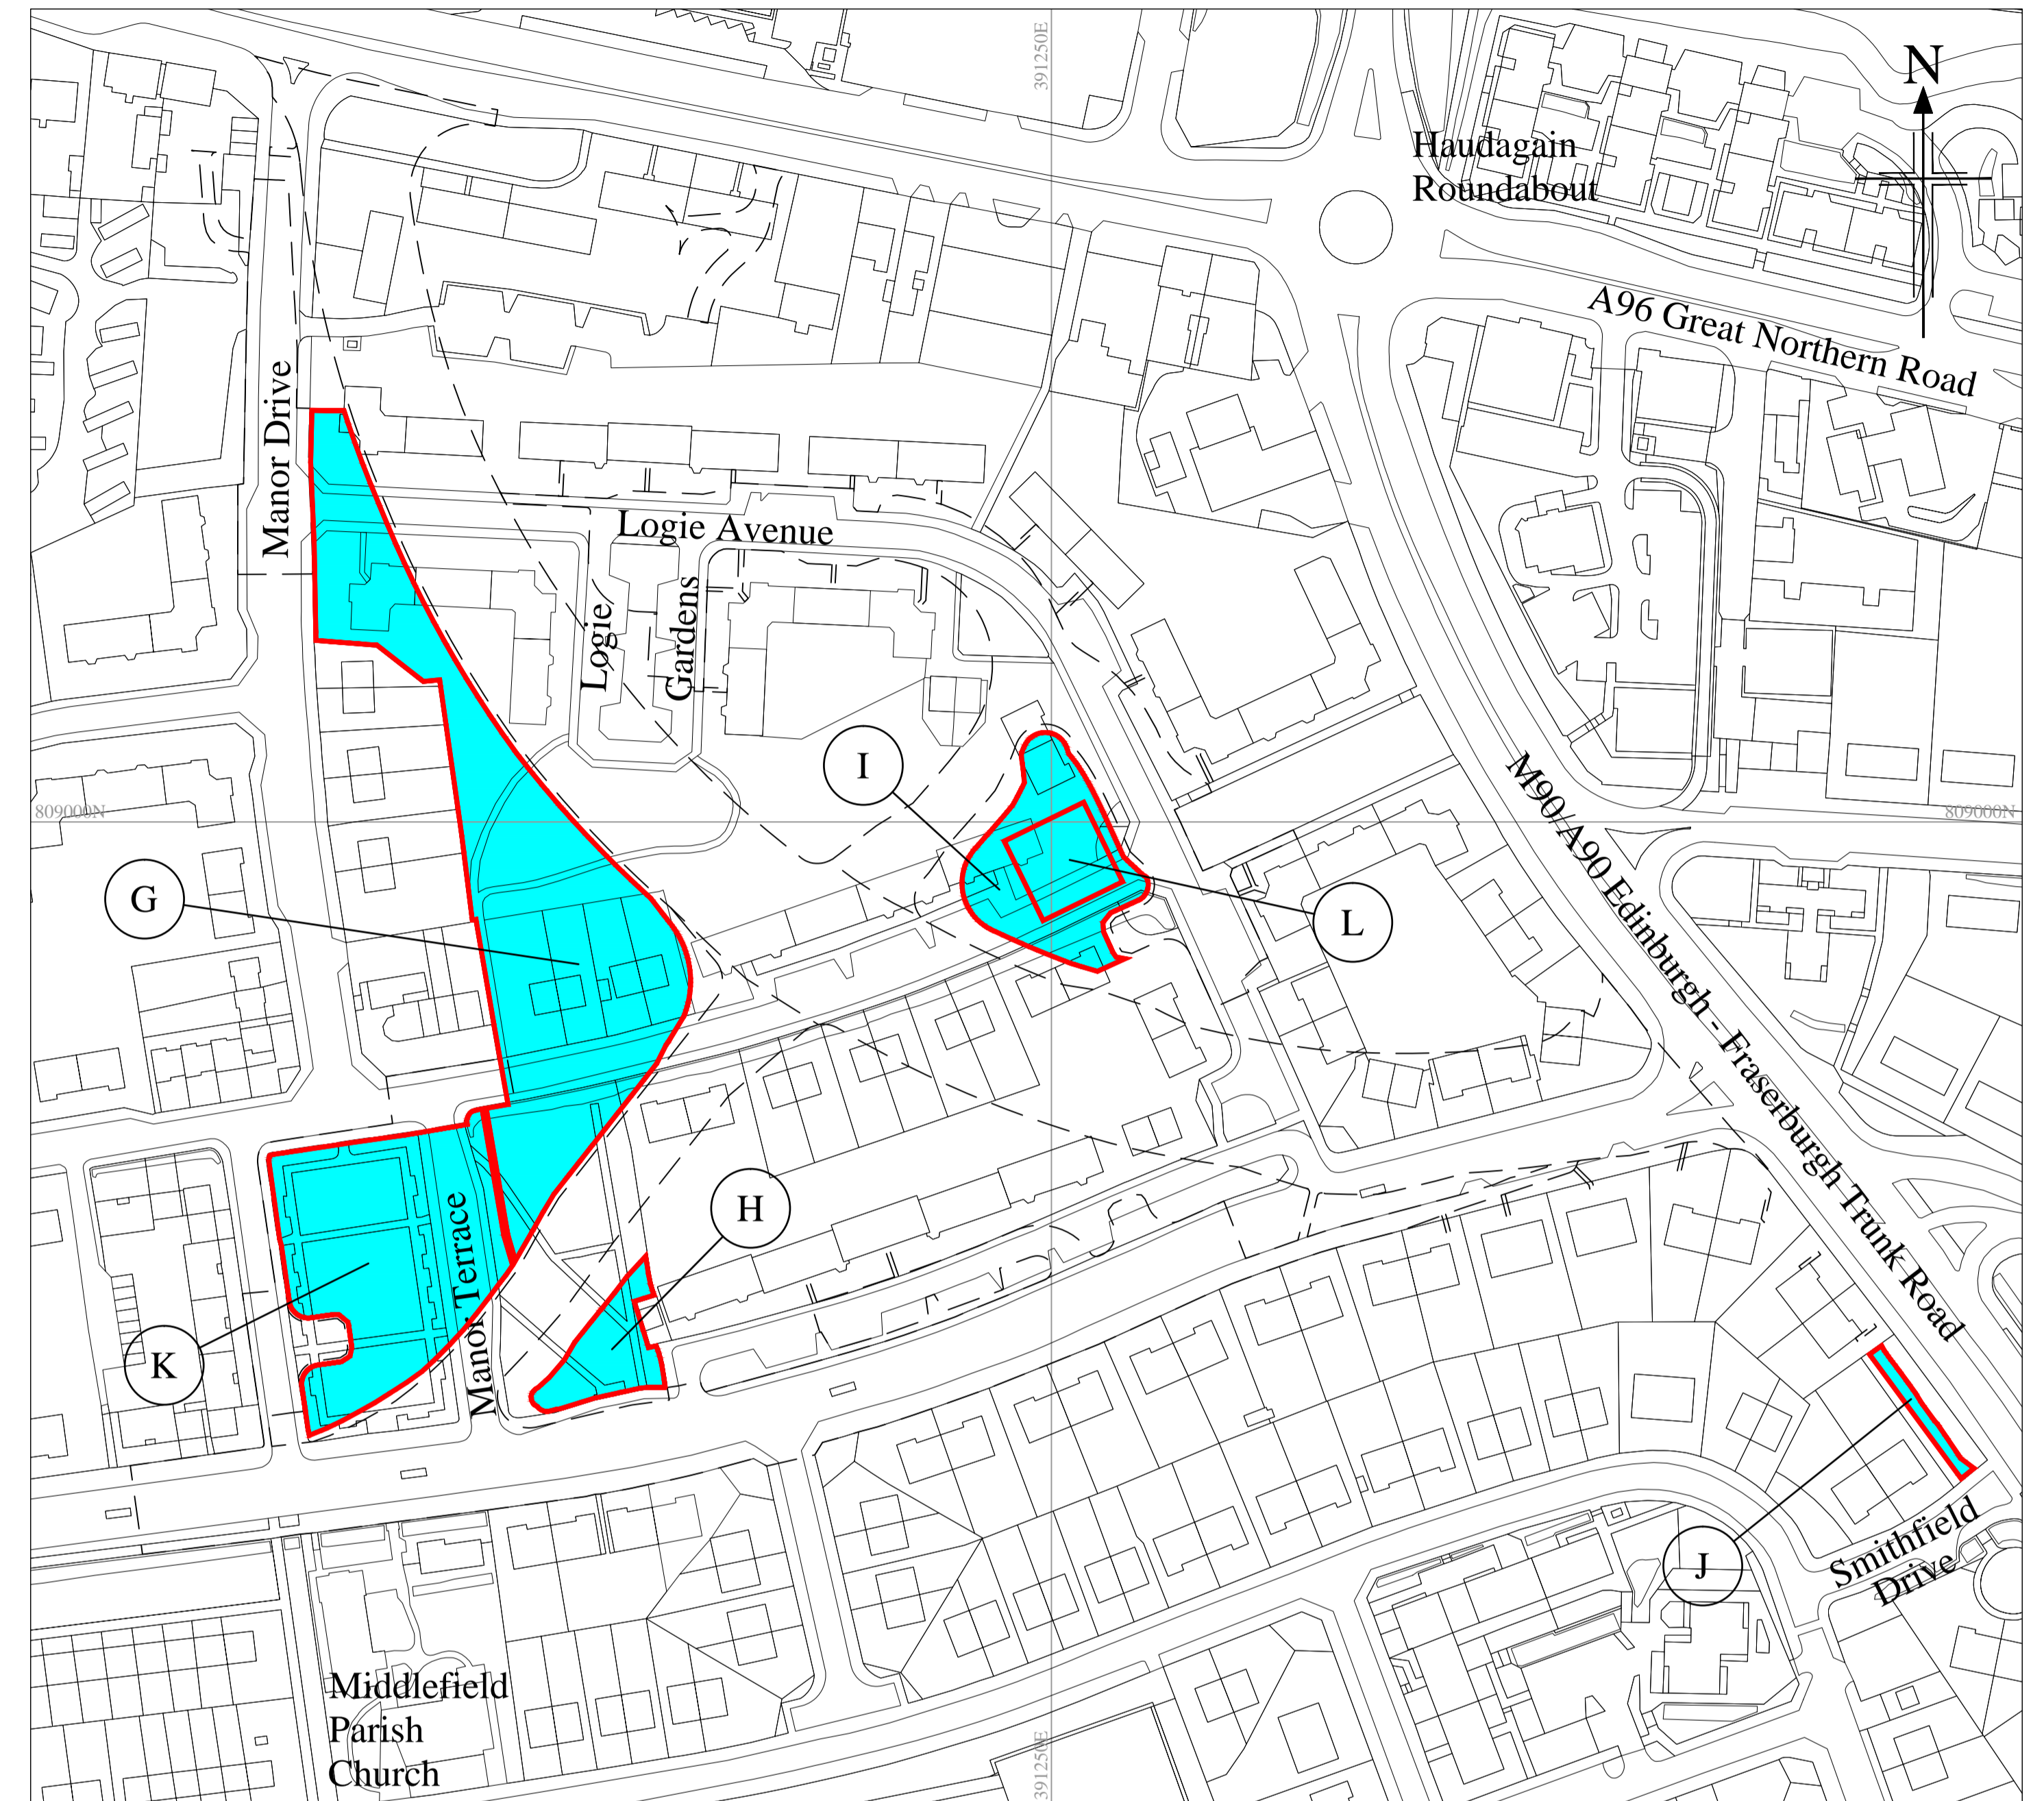 391250E
N
Haudagain
Roundabout
A96 Great Northern Road
Manor Drive
Logie Avenue
Logie
Gardens
I
M90/A90 Edinburgh - Fraserburgh Trunk Road
809000N
809000N
G
L
H
Manor Terrace
K
J
Smithfield
Drive
Middlefield
Parish
Church
391250E